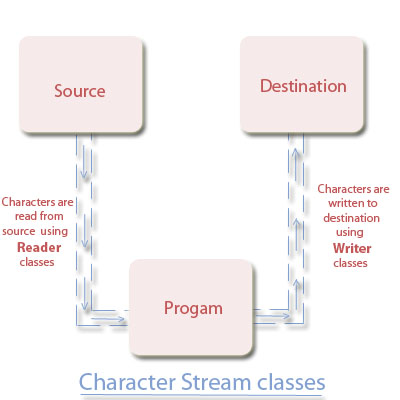 Source
Destination
Characters are
read from
source using
Reader
classes
Characters are
written to
destination
using
Writer
classes
Progam
Character Stream classes